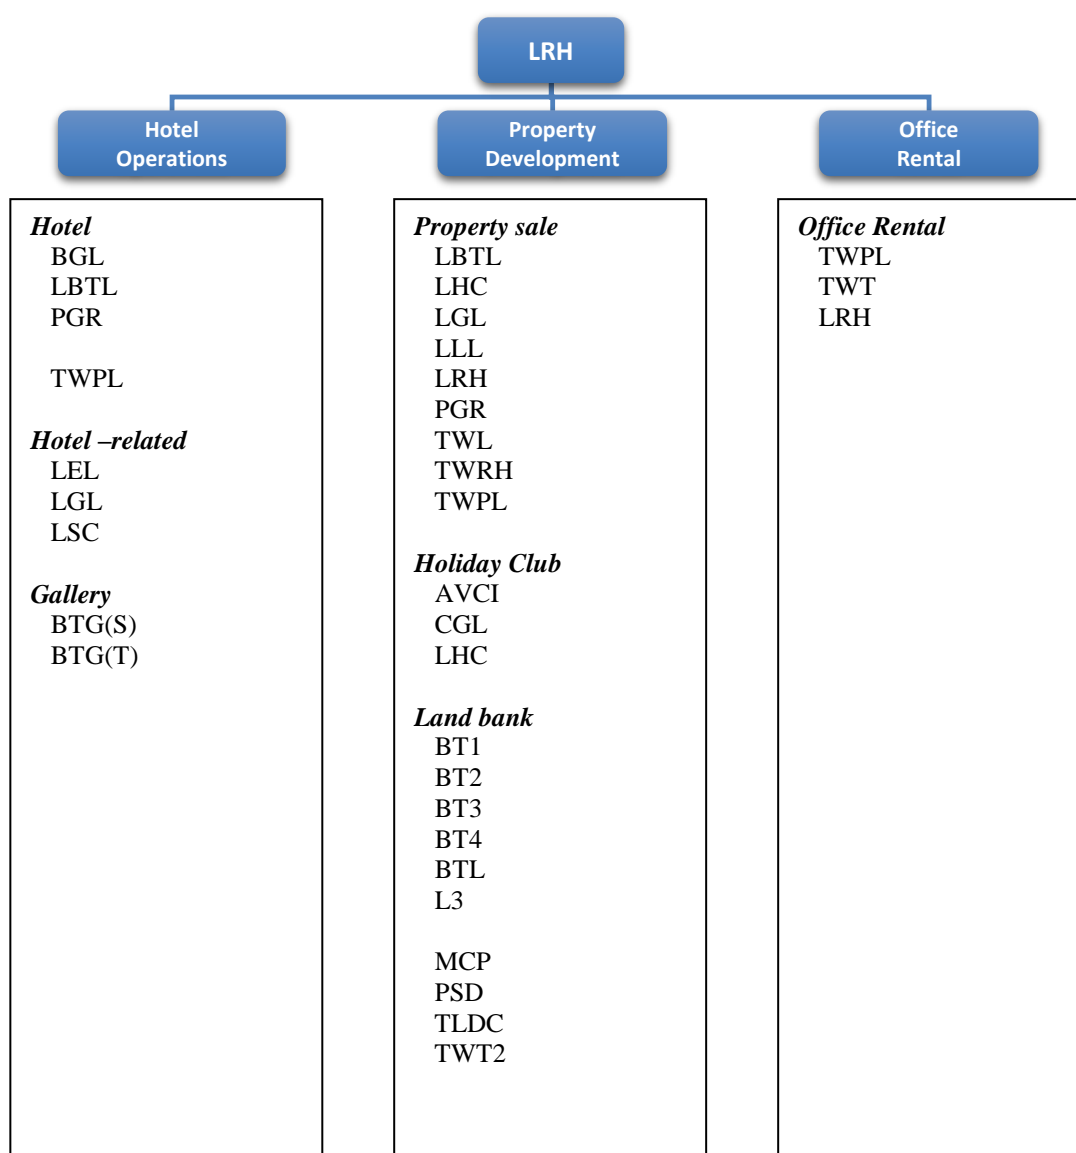 LRH
Hotel
Operations
Property
Development
Office
Rental
Hotel
BGL
LBTL
PGR
TWPL
Hotel –related
LEL
LGL
LSC
Gallery
BTG(S)
BTG(T)
Property sale
LBTL
LHC
LGL
LLL
LRH
PGR
TWL
TWRH
TWPL
Holiday Club
AVCI
CGL
LHC
Land bank
BT1
BT2
BT3
BT4
BTL
L3
MCP
PSD
TLDC
TWT2
Office Rental
TWPL
TWT
LRH